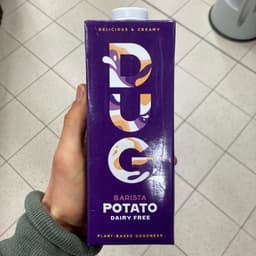 DELICIOUS & CREAMY
DUG
BARISTA
POTATO
DAIRY FREE
PLANT-BASED GOODNESS